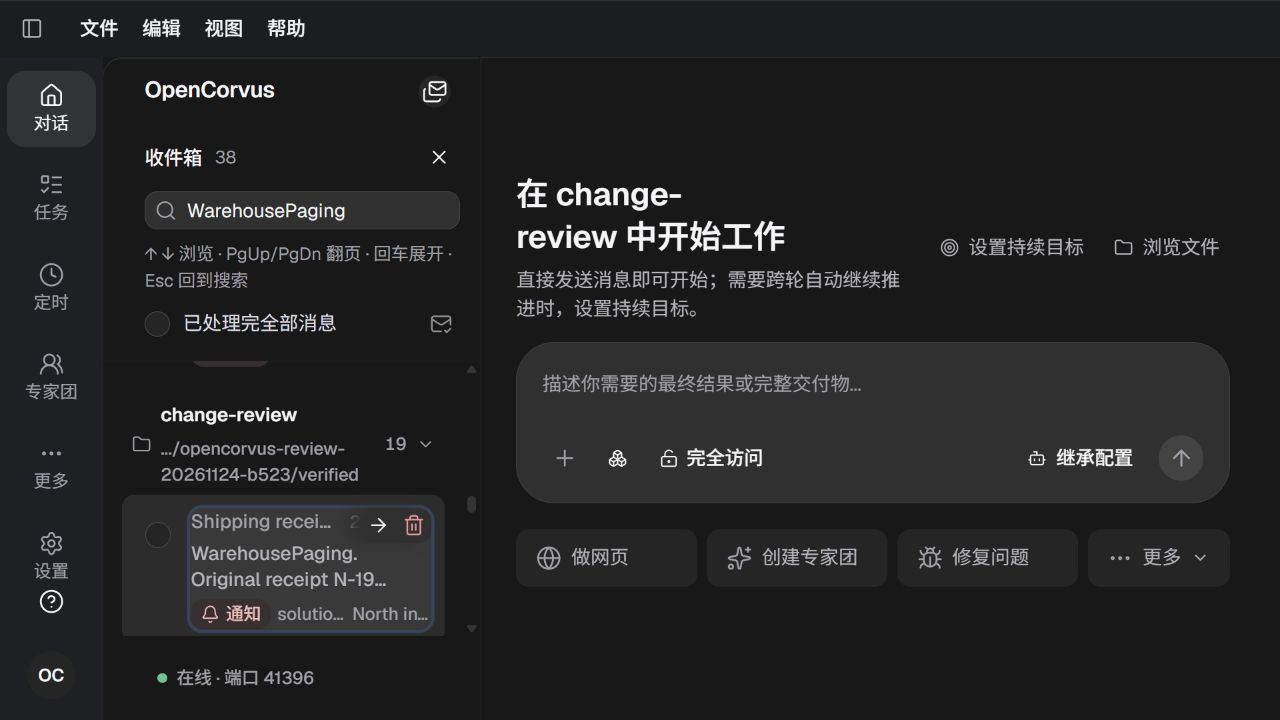 文件 编辑 视图 帮助
对话
任务
定时
专家团
更多
设置
OC
OpenCorvus
收件箱 38
WarehousePaging
↑↓ 浏览 · PgUp/PgDn 翻页 · 回车展开 ·
Esc 回到搜索
已处理完全部消息
change-review
.../opencorvus-review-
20261124-b523/verified
19
Shipping recei...
WarehousePaging.
Original receipt N-19...
通知 solutio... North in...
在线 · 端口 41396
在 change-
review 中开始工作
直接发送消息即可开始；需要跨轮自动继续推
进时，设置持续目标。
设置持续目标 浏览文件
描述你需要的最终结果或完整交付物...
完全访问 继承配置
做网页 创建专家团 修复问题 更多